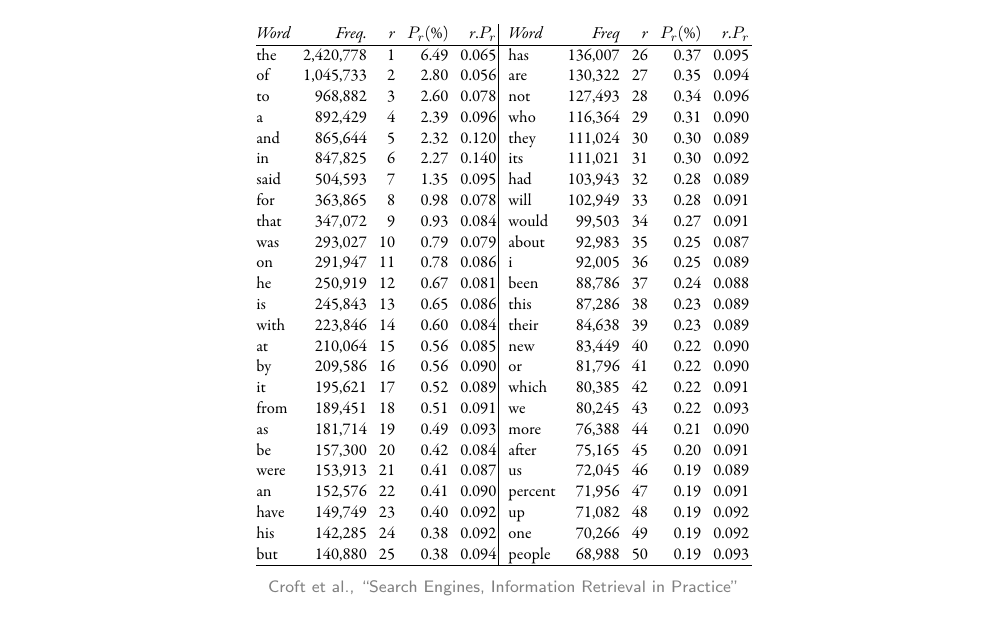 Word Freq. r Pr(%) r.Pr Word Freq r Pr(%) r.Pr
the 2,420,778 1 6.49 0.065 has 136,007 26 0.37 0.095
of 1,045,733 2 2.80 0.056 are 130,322 27 0.35 0.094
to 968,882 3 2.60 0.078 not 127,493 28 0.34 0.096
a 892,429 4 2.39 0.096 who 116,364 29 0.31 0.090
and 865,644 5 2.32 0.120 they 111,024 30 0.30 0.089
in 847,825 6 2.27 0.140 its 111,021 31 0.30 0.092
said 504,593 7 1.35 0.095 had 103,943 32 0.28 0.089
for 363,865 8 0.98 0.078 will 102,949 33 0.28 0.091
that 347,072 9 0.93 0.084 would 99,503 34 0.27 0.091
was 293,027 10 0.79 0.079 about 92,983 35 0.25 0.087
on 291,947 11 0.78 0.086 i 92,005 36 0.25 0.089
he 250,919 12 0.67 0.081 been 88,786 37 0.24 0.088
is 245,843 13 0.65 0.086 this 87,286 38 0.23 0.089
with 223,846 14 0.60 0.084 their 84,638 39 0.23 0.089
at 210,064 15 0.56 0.085 new 83,449 40 0.22 0.090
by 209,586 16 0.56 0.090 or 81,796 41 0.22 0.090
it 195,621 17 0.52 0.089 which 80,385 42 0.22 0.091
from 189,451 18 0.51 0.091 we 80,245 43 0.22 0.093
as 181,714 19 0.49 0.093 more 76,388 44 0.21 0.090
be 157,300 20 0.42 0.084 after 75,165 45 0.20 0.091
were 153,913 21 0.41 0.087 us 72,045 46 0.19 0.089
an 152,576 22 0.41 0.090 percent 71,956 47 0.19 0.091
have 149,749 23 0.40 0.092 up 71,082 48 0.19 0.092
his 142,285 24 0.38 0.092 one 70,266 49 0.19 0.092
but 140,880 25 0.38 0.094 people 68,988 50 0.19 0.093
Croft et al., “Search Engines, Information Retrieval in Practice”